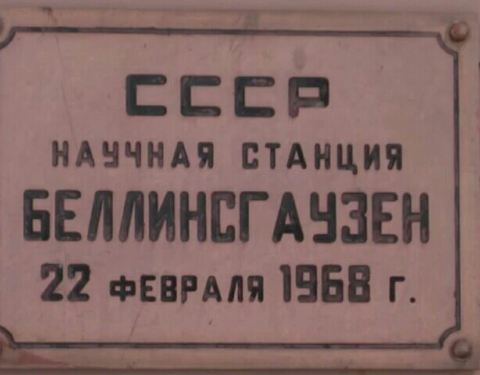 СССР
НАУЧНАЯ СТАНЦИЯ
БЕЛЛИНСГАУЗЕН
22 ФЕВРАЛЯ 1968 Г.